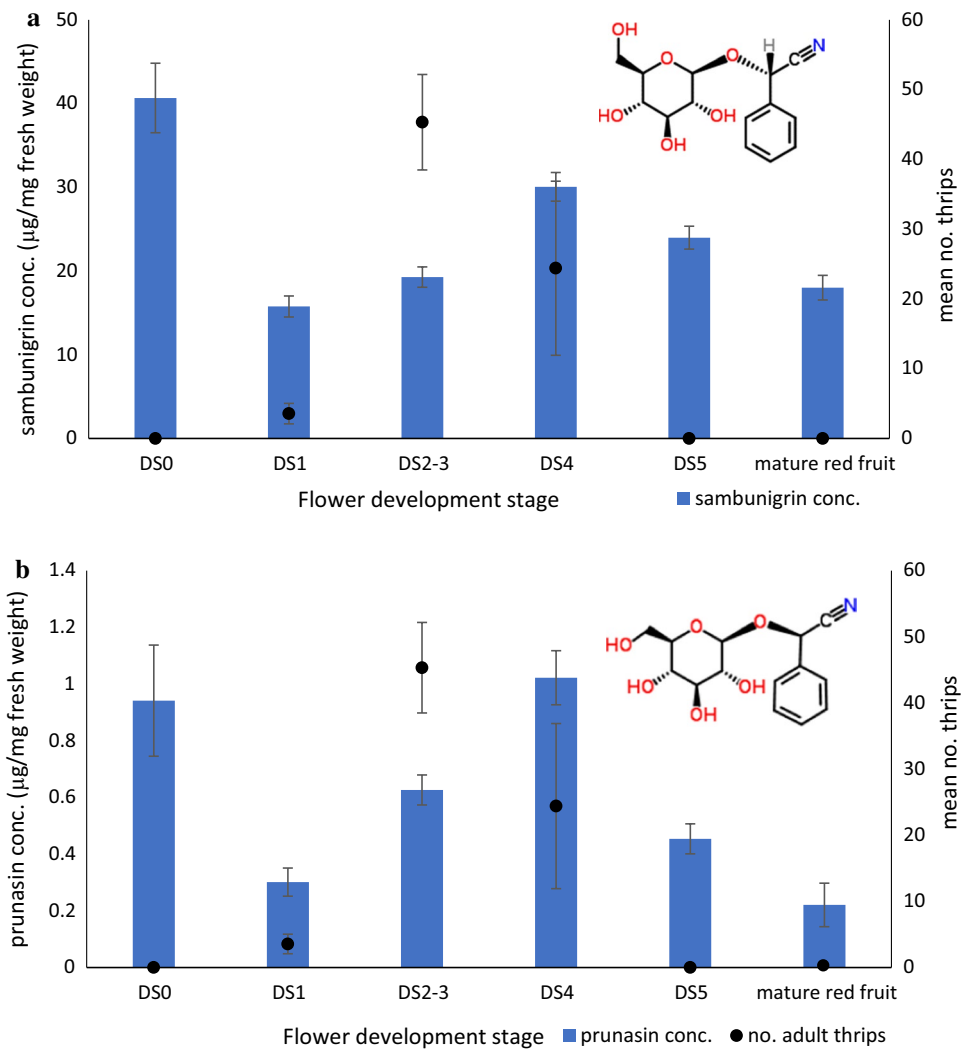 a
sambunigrin conc. (µg/mg fresh weight)
50
40
30
20
10
0
60
50
40
30
20
10
0
mean no. thrips
OH
HO
O
OH
OH
O
H
C
N
DS0 DS1 DS2-3 DS4 DS5 mature red fruit
Flower development stage
sambunigrin conc.
b
prunasin conc. (µg/mg fresh weight)
1.4
1.2
1
0.8
0.6
0.4
0.2
0
60
50
40
30
20
10
0
mean no. thrips
HO
HO
O
OH
OH
O
C
N
DS0 DS1 DS2-3 DS4 DS5 mature red fruit
Flower development stage
prunasin conc.
no. adult thrips